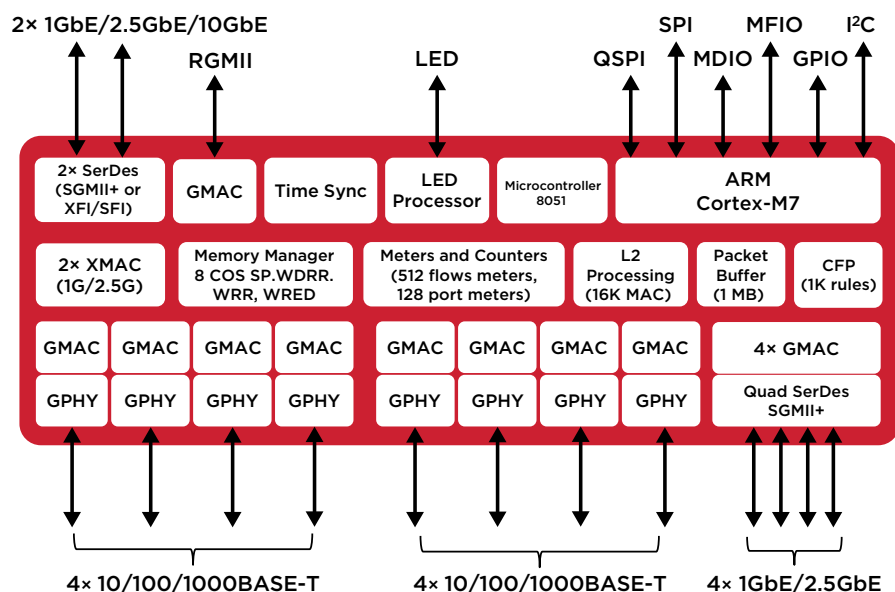 2× 1GbE/2.5GbE/10GbE
SPI
MFIO
I²C
RGMII
LED
QSPI
MDIO
GPIO
2× SerDes
(SGMII+ or
XFI/SFI)
GMAC
Time Sync
LED
Processor
Microcontroller
8051
ARM
Cortex-M7
2× XMAC
(1G/2.5G)
Memory Manager
8 COS SP.WDRR.
WRR, WRED
Meters and Counters
(512 flows meters,
128 port meters)
L2
Processing
(16K MAC)
Packet
Buffer
(1 MB)
CFP
(1K rules)
GMAC
GMAC
GMAC
GMAC
GMAC
GMAC
GMAC
GMAC
4× GMAC
GPHY
GPHY
GPHY
GPHY
GPHY
GPHY
GPHY
GPHY
Quad SerDes
SGMII+
4× 10/100/1000BASE-T
4× 10/100/1000BASE-T
4× 1GbE/2.5GbE